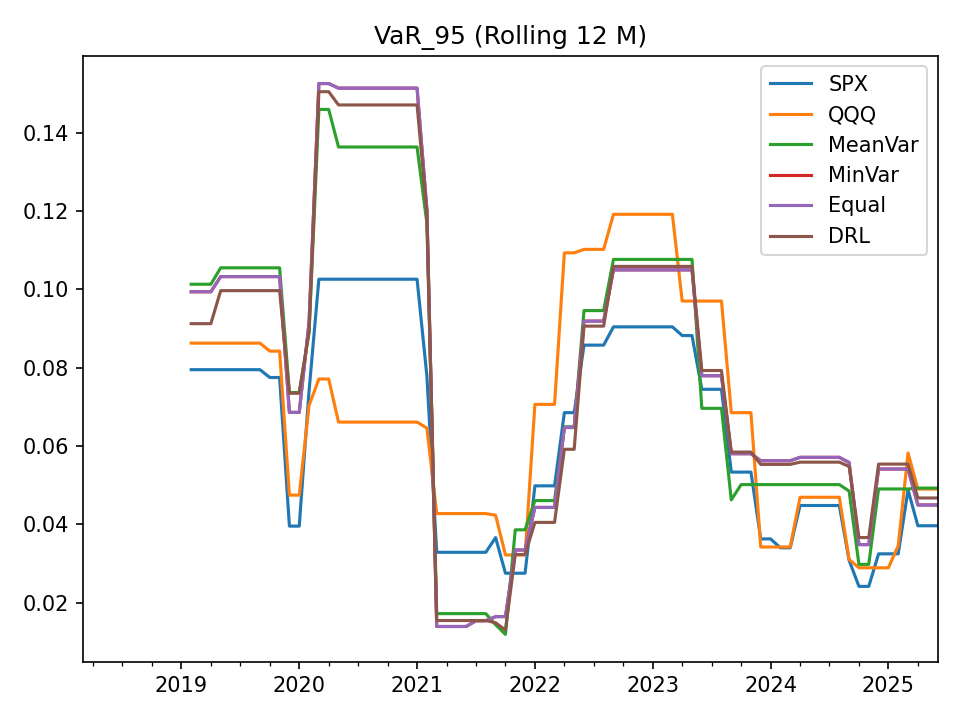 VaR_95 (Rolling 12 M)
SPX
QQQ
MeanVar
MinVar
Equal
DRL
0.14
0.12
0.10
0.08
0.06
0.04
0.02
2019 2020 2021 2022 2023 2024 2025